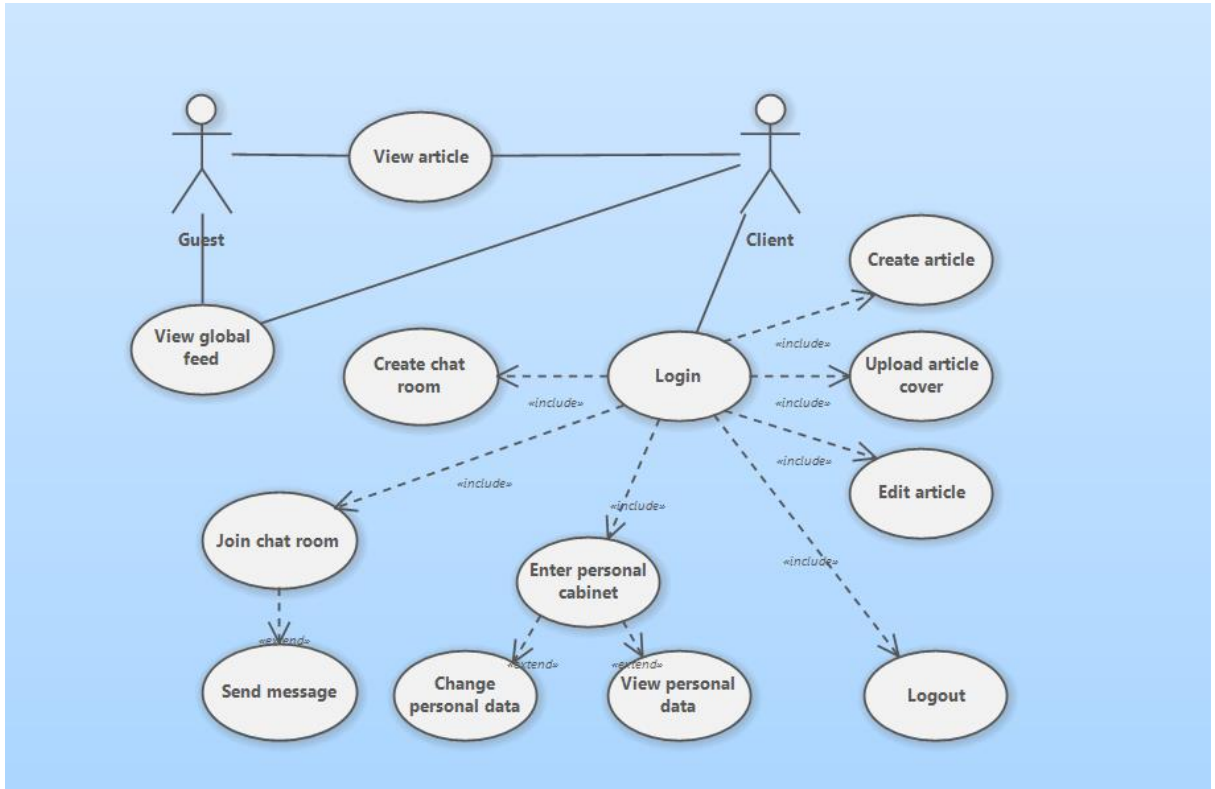 View article
Guest
Client
Create article
View global
feed
Create chat
room
Login
«include»
Upload article
cover
«include»
«include»
«include»
Edit article
«include»
«include»
Join chat room
Enter personal
cabinet
«include»
«extend»
«extend»
«extend»
Send message
Change
personal data
View personal
data
Logout